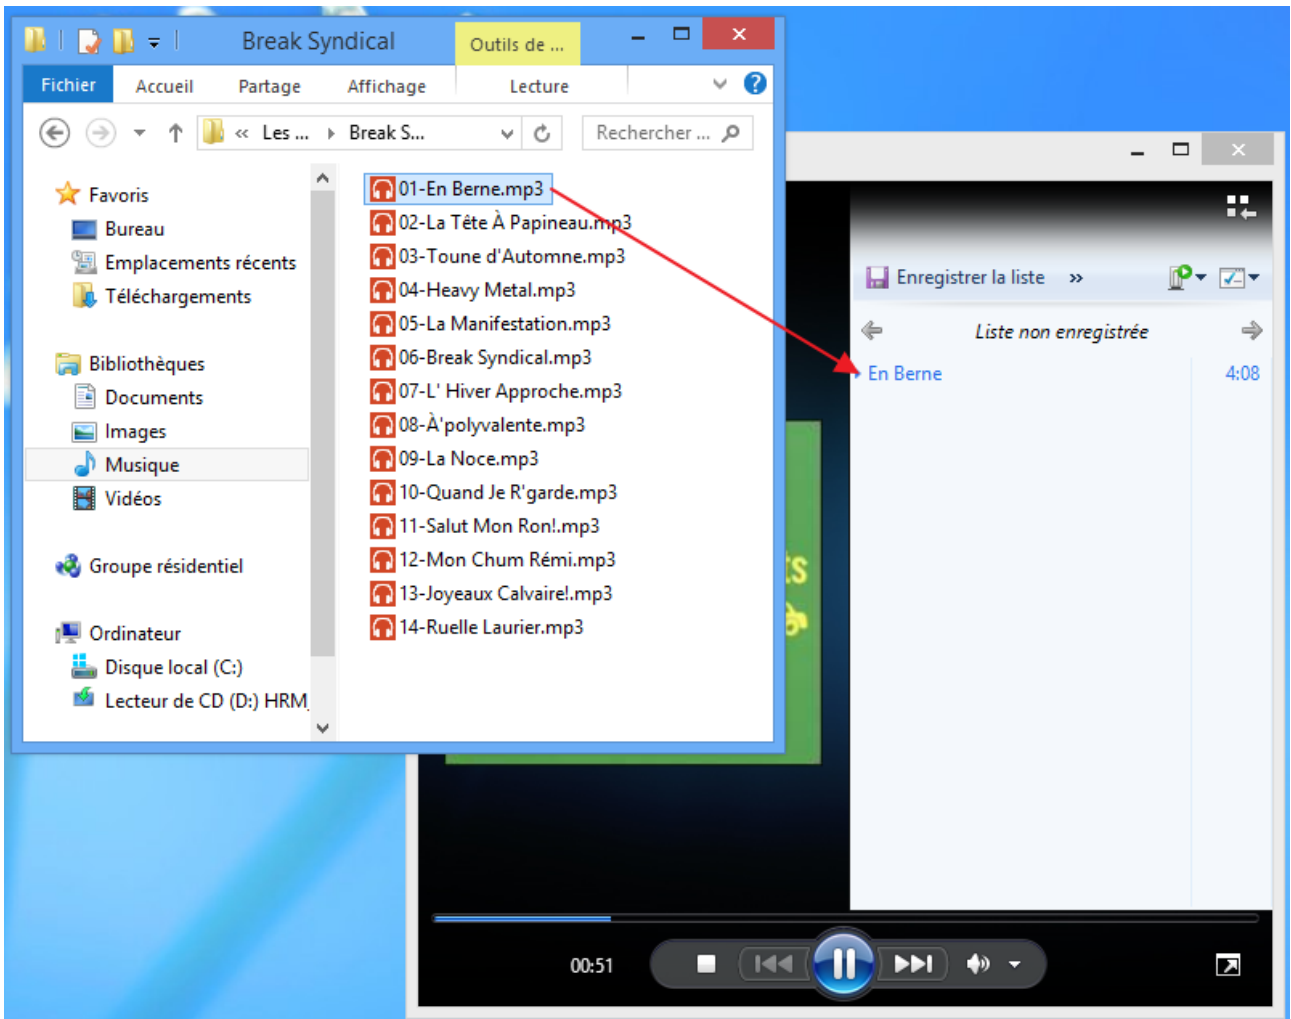 Break Syndical
Outils de ...
Fichier Accueil Partage Affichage Lecture
« Les ... Break S... Rechercher ...
Favoris
Bureau
Emplacements récents
Téléchargements
Bibliothèques
Documents
Images
Musique
Vidéos
Groupe résidentiel
Ordinateur
Disque local (C:)
Lecteur de CD (D:) HRM_
01-En Berne.mp3
02-La Tête À Papineau.mp3
03-Toune d'Automne.mp3
04-Heavy Metal.mp3
05-La Manifestation.mp3
06-Break Syndical.mp3
07-L' Hiver Approche.mp3
08-À'polyvalente.mp3
09-La Noce.mp3
10-Quand Je R'garde.mp3
11-Salut Mon Ron!.mp3
12-Mon Chum Rémi.mp3
13-Joyeaux Calvaire!.mp3
14-Ruelle Laurier.mp3
Enregistrer la liste »
Liste non enregistrée
En Berne 4:08
00:51